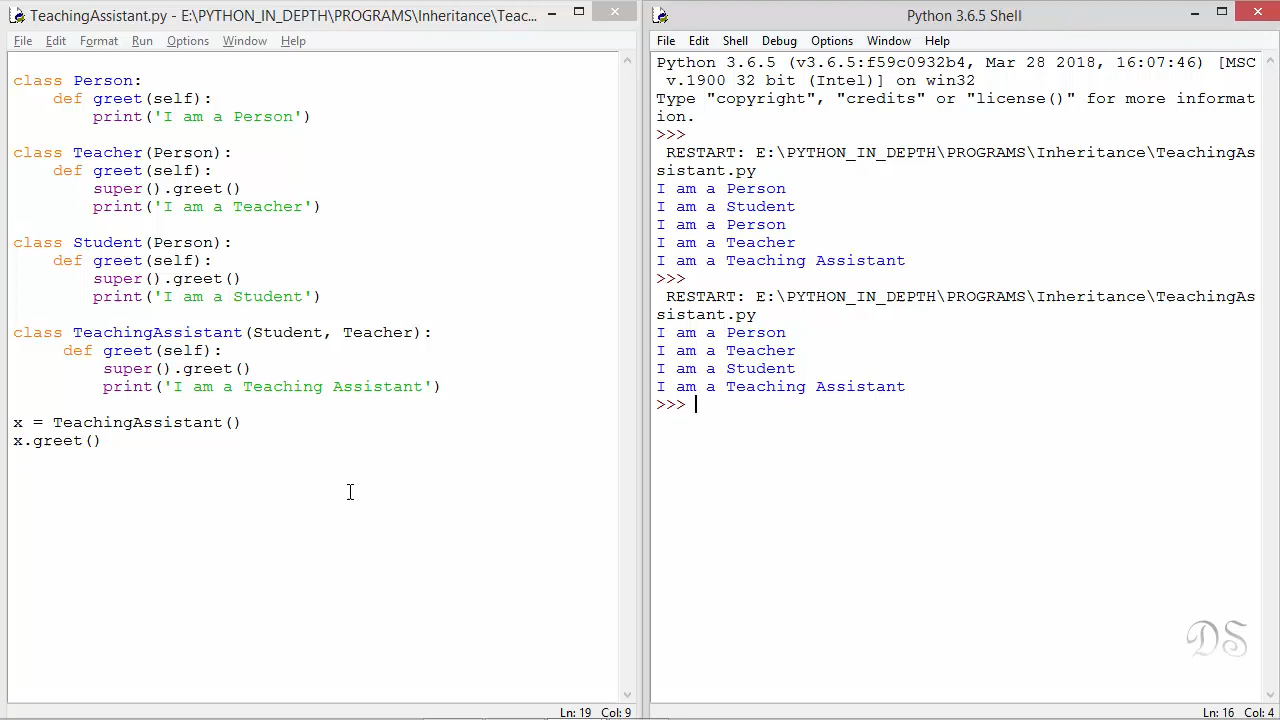 TeachingAssistant.py - E:\PYTHON_IN_DEPTH\PROGRAMS\Inheritance\Teac...
File Edit Format Run Options Window Help
class Person:
    def greet(self):
        print('I am a Person')
class Teacher(Person):
    def greet(self):
        super().greet()
        print('I am a Teacher')
class Student(Person):
    def greet(self):
        super().greet()
        print('I am a Student')
class TeachingAssistant(Student, Teacher):
     def greet(self):
         super().greet()
         print('I am a Teaching Assistant')
x = TeachingAssistant()
x.greet()
Ln: 19 Col: 9
Python 3.6.5 Shell
File Edit Shell Debug Options Window Help
Python 3.6.5 (v3.6.5:f59c0932b4, Mar 28 2018, 16:07:46) [MSC
 v.1900 32 bit (Intel)] on win32
Type "copyright", "credits" or "license()" for more informat
ion.
>>>
 RESTART: E:\PYTHON_IN_DEPTH\PROGRAMS\Inheritance\TeachingAs
sistant.py
I am a Person
I am a Student
I am a Person
I am a Teacher
I am a Teaching Assistant
>>>
 RESTART: E:\PYTHON_IN_DEPTH\PROGRAMS\Inheritance\TeachingAs
sistant.py
I am a Person
I am a Teacher
I am a Student
I am a Teaching Assistant
>>>
DS
Ln: 16 Col: 4